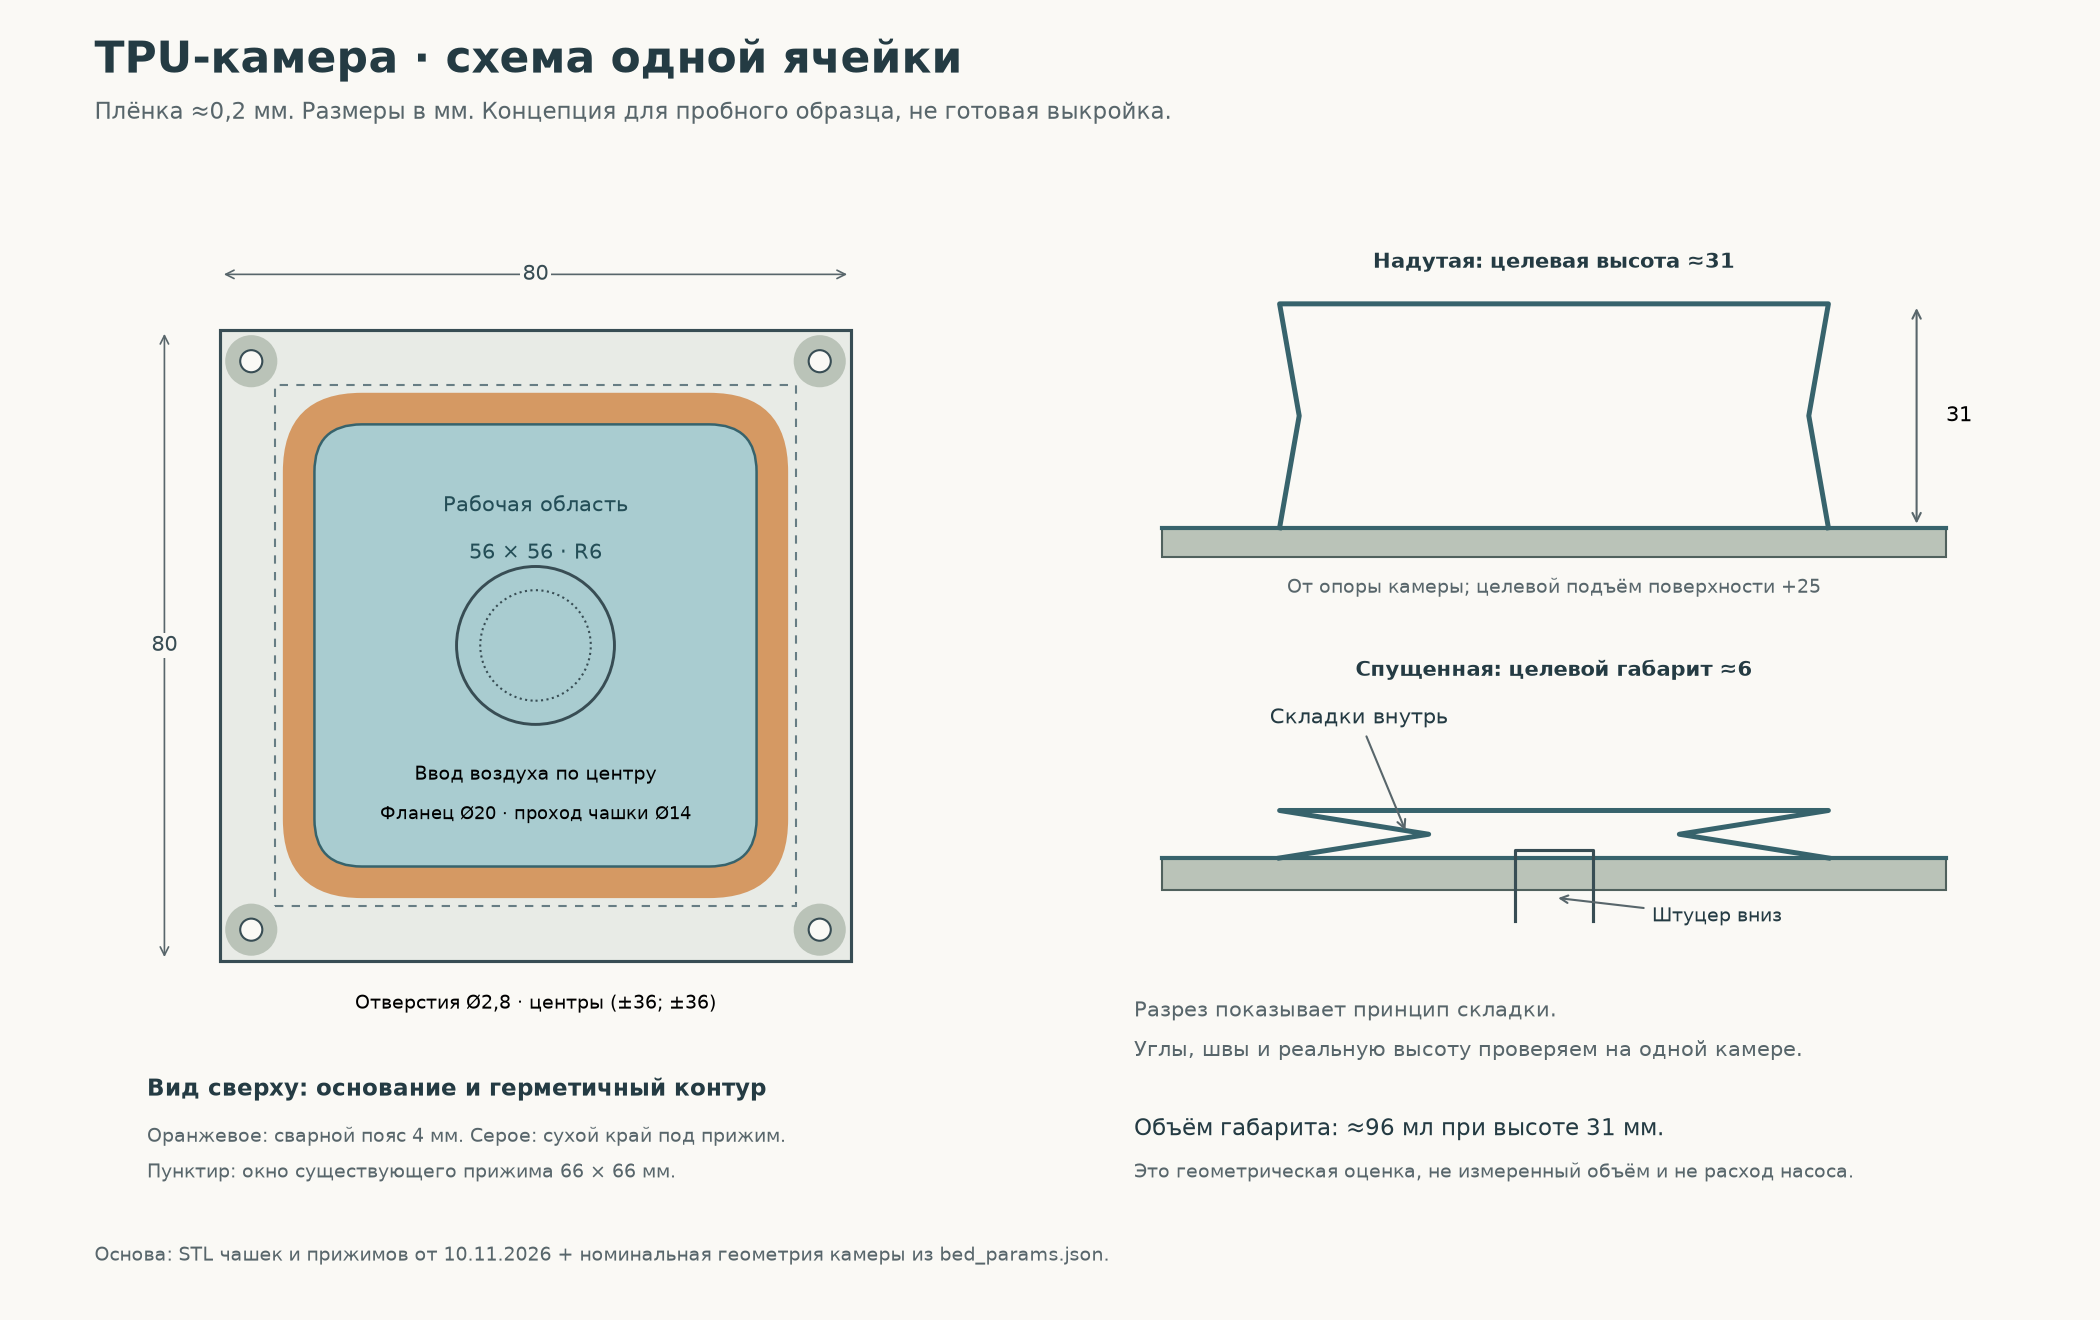 TPU-камера · схема одной ячейки
Плёнка ≈0,2 мм. Размеры в мм. Концепция для пробного образца, не готовая выкройка.
80
80
Рабочая область
56 × 56 · R6
Ввод воздуха по центру
Фланец Ø20 · проход чашки Ø14
Отверстия Ø2,8 · центры (±36; ±36)
Вид сверху: основание и герметичный контур
Оранжевое: сварной пояс 4 мм. Серое: сухой край под прижим.
Пунктир: окно существующего прижима 66 × 66 мм.
Надутая: целевая высота ≈31
31
От опоры камеры; целевой подъём поверхности +25
Спущенная: целевой габарит ≈6
Складки внутрь
Штуцер вниз
Разрез показывает принцип складки.
Углы, швы и реальную высоту проверяем на одной камере.
Объём габарита: ≈96 мл при высоте 31 мм.
Это геометрическая оценка, не измеренный объём и не расход насоса.
Основа: STL чашек и прижимов от 10.11.2026 + номинальная геометрия камеры из bed_params.json.